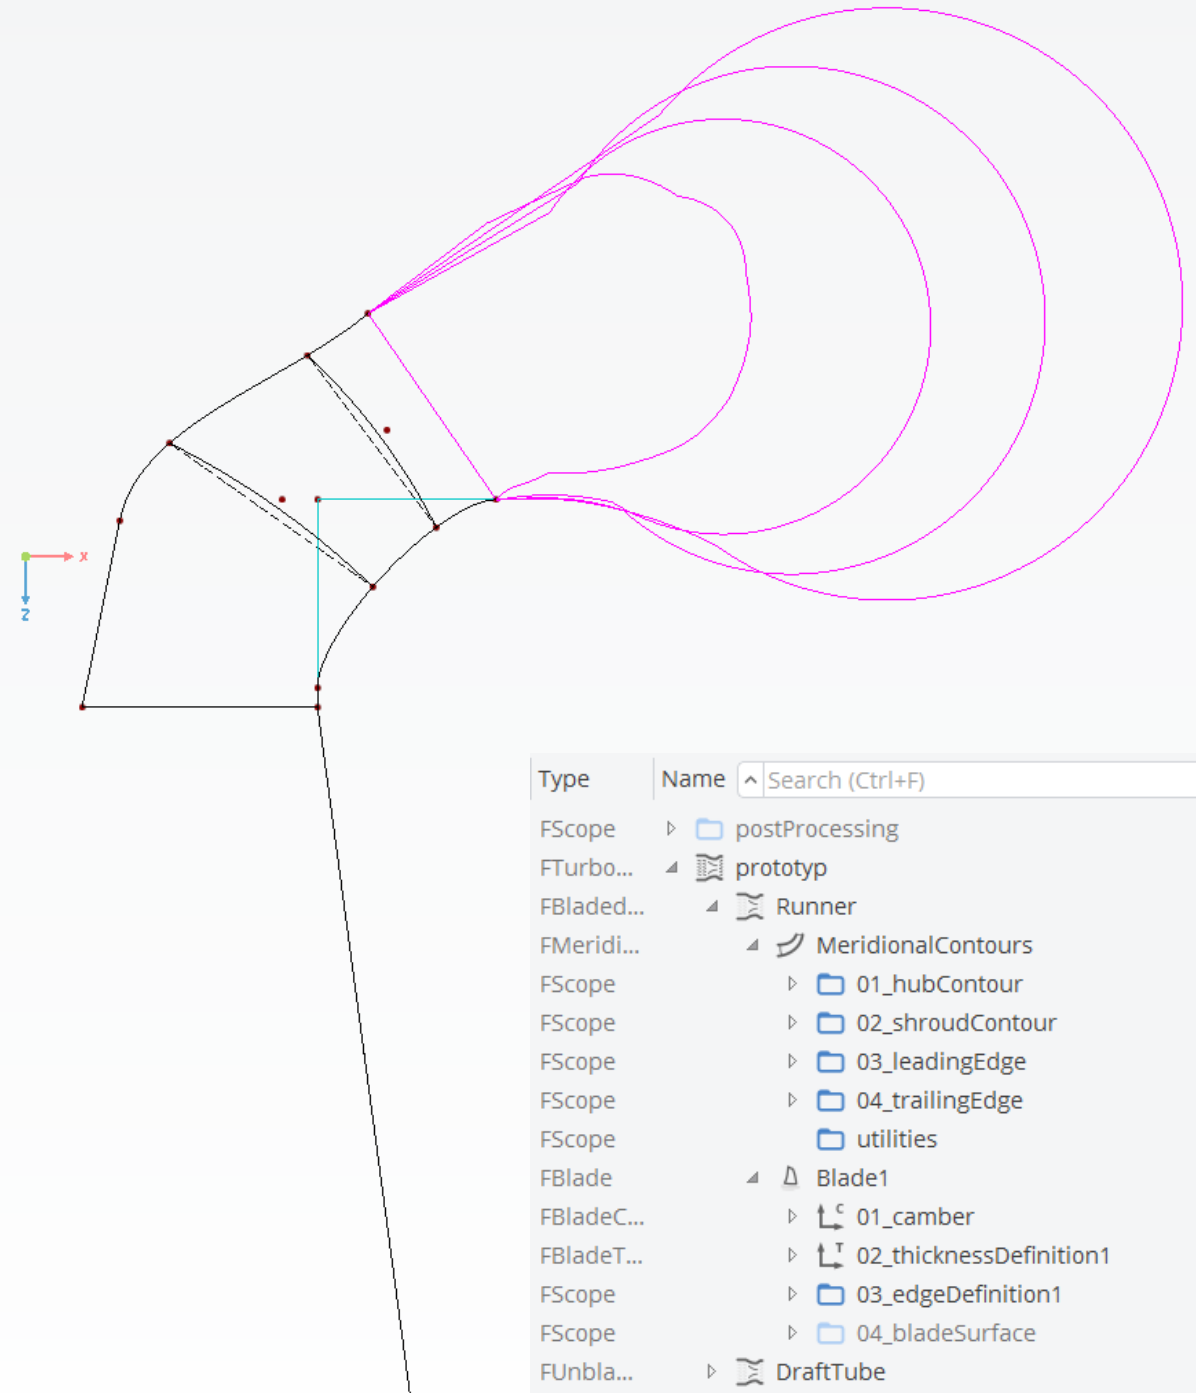 x
z
Type Name Search (Ctrl+F)
FScope postProcessing
FTurbo... prototyp
FBladed... Runner
FMeridi... MeridionalContours
FScope 01_hubContour
FScope 02_shroudContour
FScope 03_leadingEdge
FScope 04_trailingEdge
FScope utilities
FBlade Blade1
FBladeC... C 01_camber
FBladeT... T 02_thicknessDefinition1
FScope 03_edgeDefinition1
FScope 04_bladeSurface
FUnbla... DraftTube